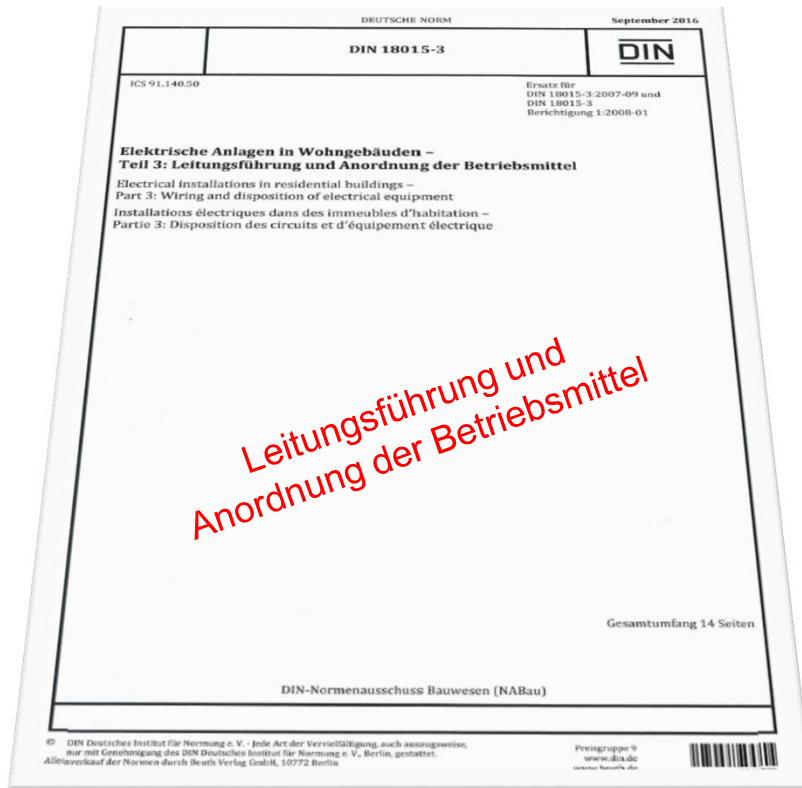 DEUTSCHE NORM
September 2016
DIN 18015-3
DIN
ICS 91.140.50
Ersatz für
DIN 18015-3:2007-09 und
DIN 18015-3
Berichtigung 1:2008-01
Elektrische Anlagen in Wohngebäuden –
Teil 3: Leitungsführung und Anordnung der Betriebsmittel
Electrical installations in residential buildings –
Part 3: Wiring and disposition of electrical equipment
Installations électriques dans des immeubles d'habitation –
Partie 3: Disposition des circuits et d'équipement électrique
Leitungsführung und
Anordnung der Betriebsmittel
Gesamtumfang 14 Seiten
DIN-Normenausschuss Bauwesen (NABau)
© DIN Deutsches Institut für Normung e. V. · Jede Art der Vervielfältigung, auch auszugsweise,
nur mit Genehmigung des DIN Deutsches Institut für Normung e. V., Berlin, gestattet.
Alleinverkauf der Normen durch Beuth Verlag GmbH, 10772 Berlin
Preisgruppe 9
www.din.de
www.beuth.de